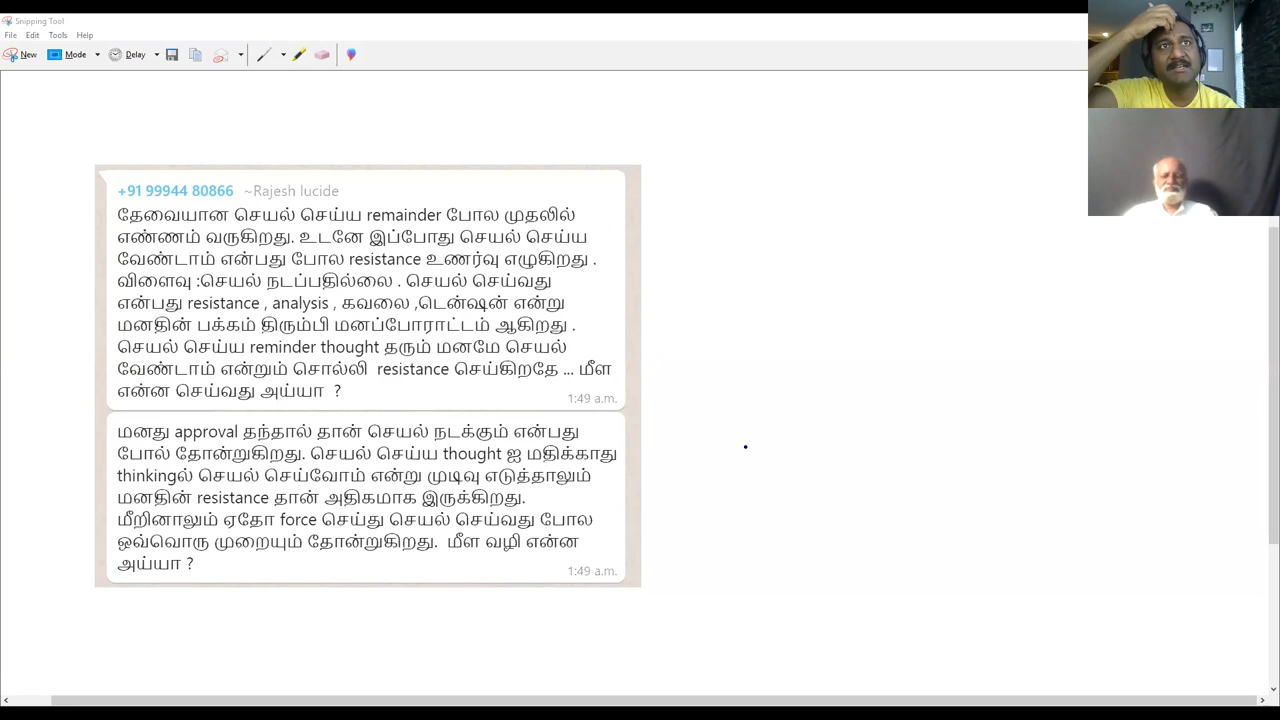 Snipping Tool
File Edit Tools Help
New Mode Delay
+91 99944 80866 ~Rajesh lucide
தேவையான செயல் செய்ய remainder போல முதலில்
எண்ணம் வருகிறது. உடனே இப்போது செயல் செய்ய
வேண்டாம் என்பது போல resistance உணர்வு எழுகிறது .
விளைவு :செயல் நடப்பதில்லை . செயல் செய்வது
என்பது resistance , analysis , கவலை ,டென்ஷன் என்று
மனதின் பக்கம் திரும்பி மனப்போராட்டம் ஆகிறது .
செயல் செய்ய reminder thought தரும் மனமே செயல்
வேண்டாம் என்றும் சொல்லி resistance செய்கிறதே ... மீள
என்ன செய்வது அய்யா ?
1:49 a.m.
மனது approval தந்தால் தான் செயல் நடக்கும் என்பது
போல் தோன்றுகிறது. செயல் செய்ய thought ஐ மதிக்காது
thinkingல் செயல் செய்வோம் என்று முடிவு எடுத்தாலும்
மனதின் resistance தான் அதிகமாக இருக்கிறது.
மீறினாலும் ஏதோ force செய்து செயல் செய்வது போல
ஒவ்வொரு முறையும் தோன்றுகிறது. மீள வழி என்ன
அய்யா ?
1:49 a.m.